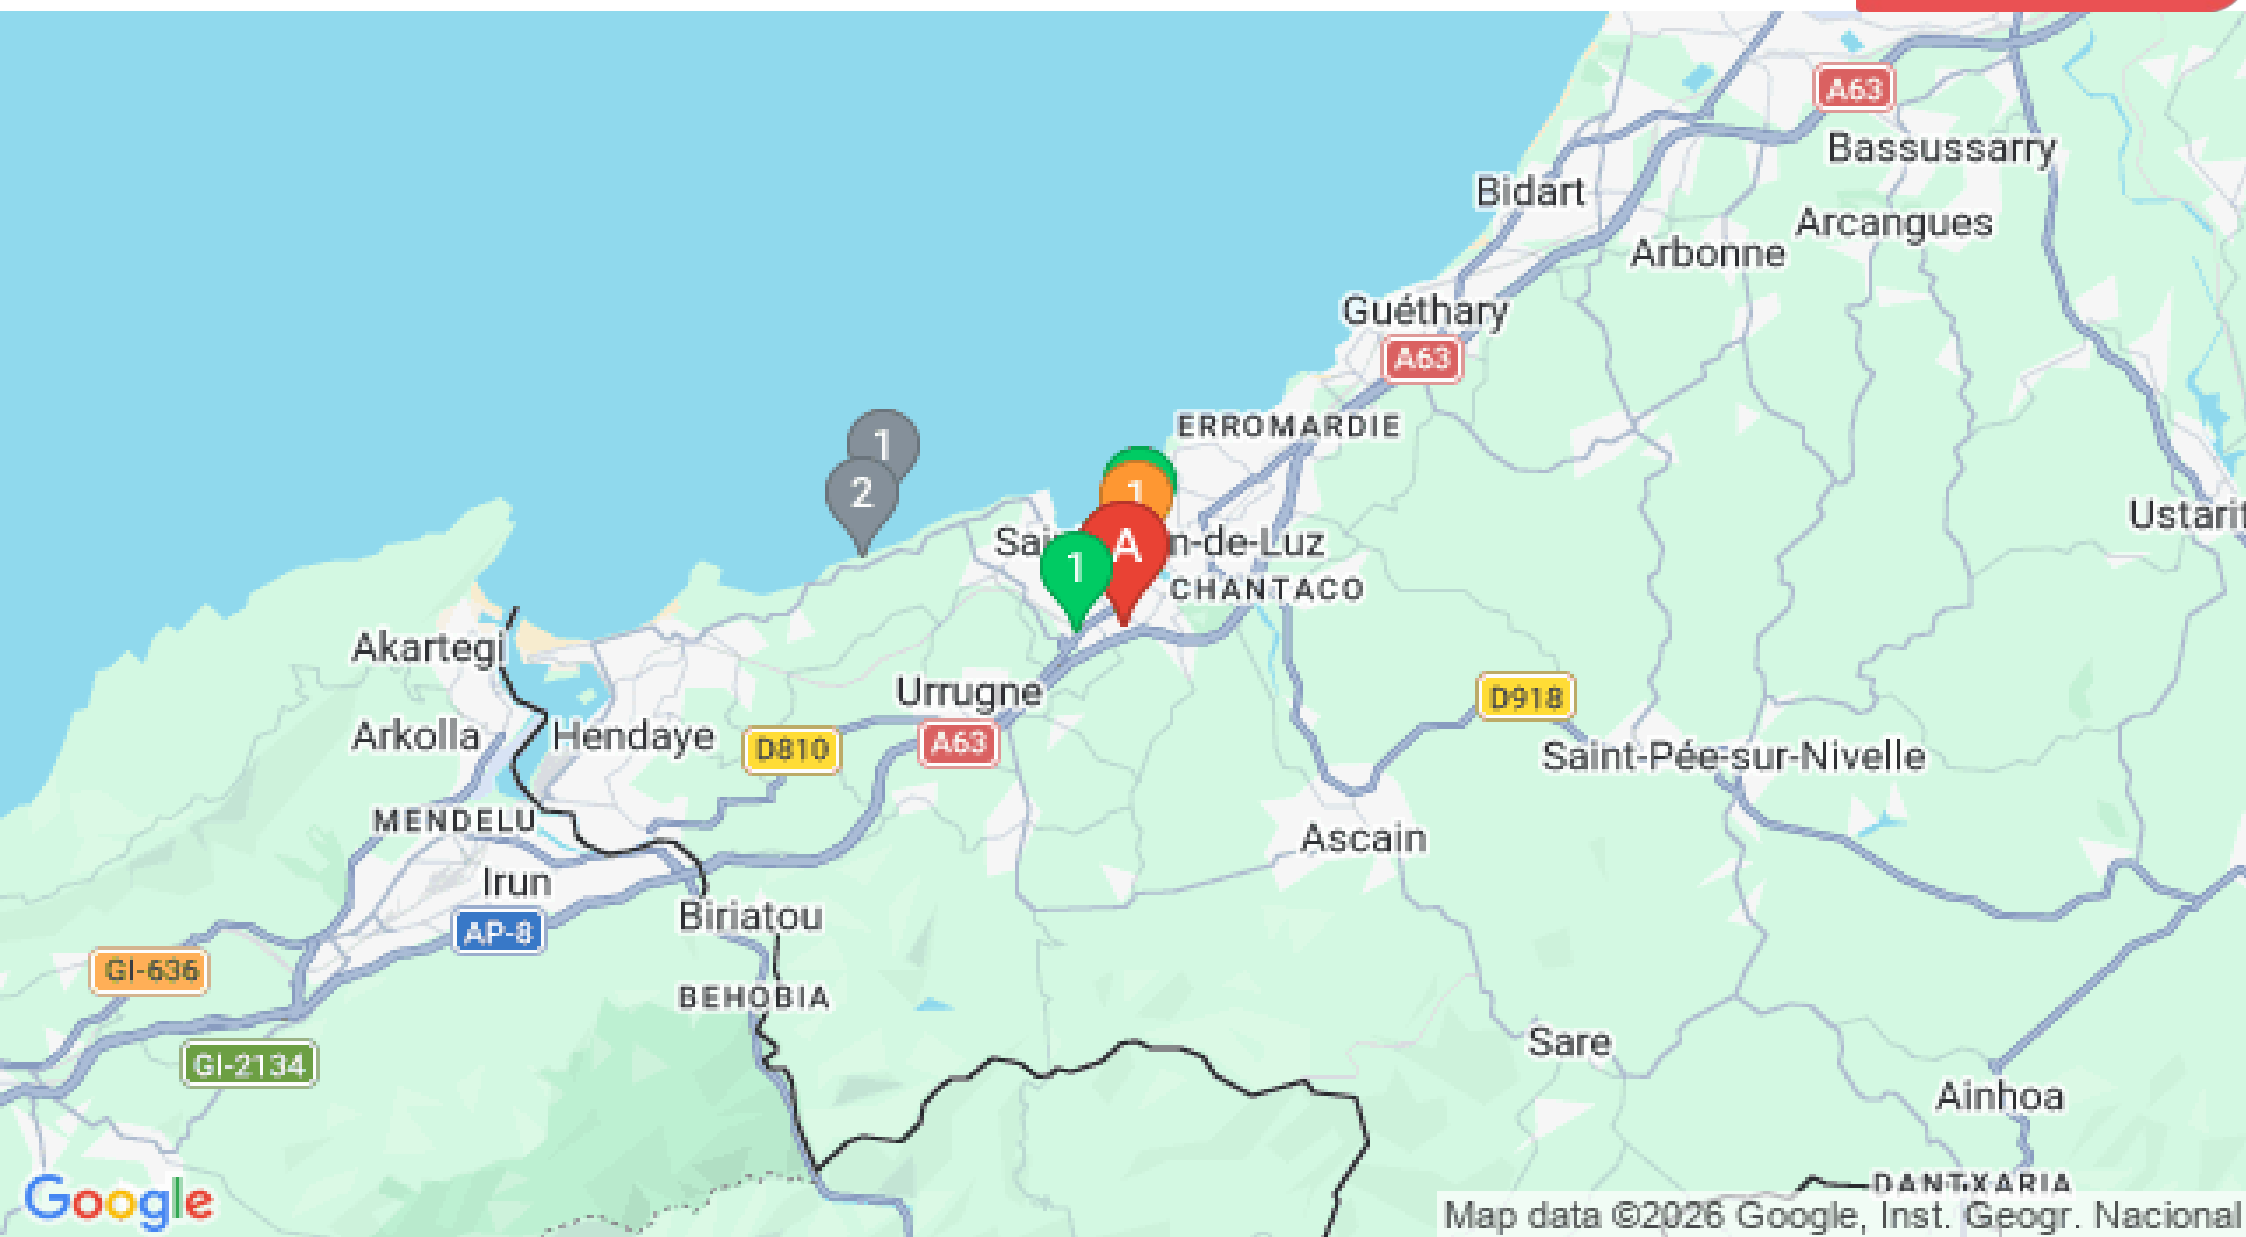 A63
Bassussarry
Bidart
Arcangues
Arbonne
Guéthary
A63
ERROMARDIE
1
2
1
Sai
n-de-Luz
A
1
CHANTACO
Ustarit
Akartegi
Urrugne
D918
Arkolla
Hendaye
D810
A63
Saint-Pée-sur-Nivelle
MENDELU
Ascain
Irun
Biriatou
AP-8
GI-636
BEHOBIA
Sare
GI-2134
Ainhoa
DANTXARIA
Google
Map data ©2026 Google, Inst. Geogr. Nacional